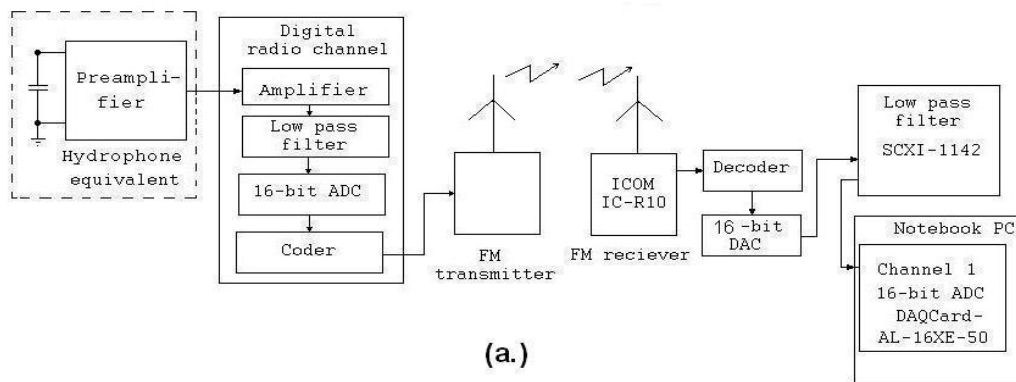 Preampli-
fier
Hydrophone
equivalent
Digital
radio channel
Amplifier
Low pass
filter
16-bit ADC
Coder
FM
transmitter
ICOM
IC-R10
FM reciever
Decoder
16-bit
DAC
Low pass
filter
SCXI-1142
Notebook PC
Channel 1
16-bit ADC
DAQCard-
AL-16XE-50
(a.)